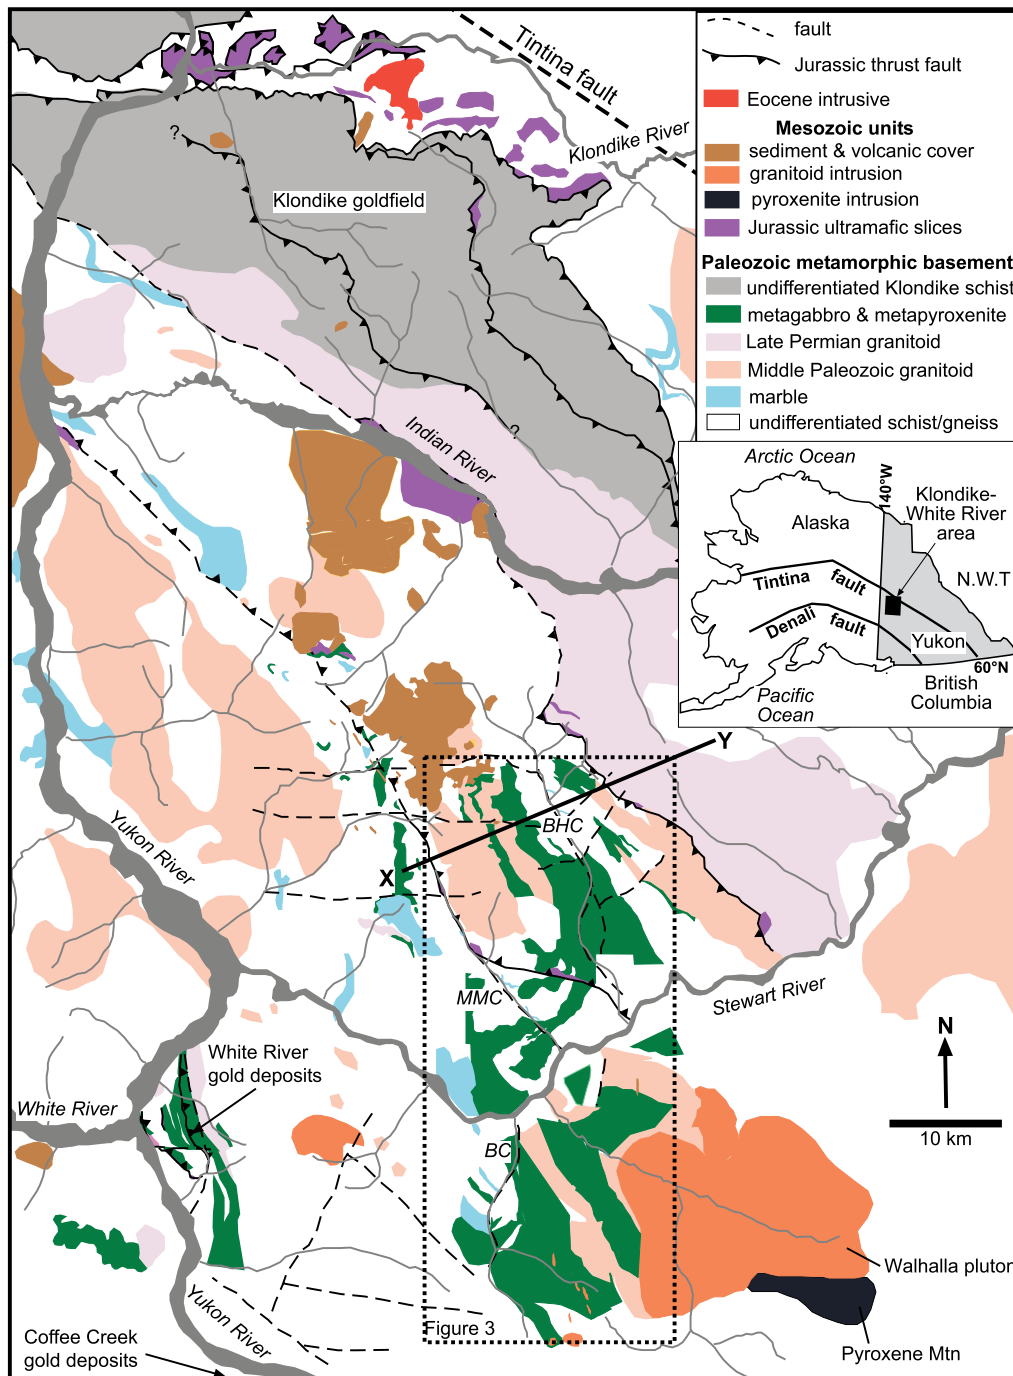 fault
Jurassic thrust fault
Eocene intrusive
Mesozoic units
sediment & volcanic cover
granitoid intrusion
pyroxenite intrusion
Jurassic ultramafic slices
Paleozoic metamorphic basement
undifferentiated Klondike schist
metagabbro & metapyroxenite
Late Permian granitoid
Middle Paleozoic granitoid
marble
undifferentiated schist/gneiss
Tintina fault
Klondike River
?
Klondike goldfield
?
Indian River
Arctic Ocean
140°W
Klondike-
White River
area
Alaska
N.W.T
Tintina fault
Denali fault
Yukon
60°N
British
Columbia
Pacific
Ocean
Y
BHC
X
Yukon River
MMC
Stewart River
N
10 km
White River
gold deposits
White River
BC
Walhalla pluton
Pyroxene Mtn
Figure 3
Yukon River
Coffee Creek
gold deposits